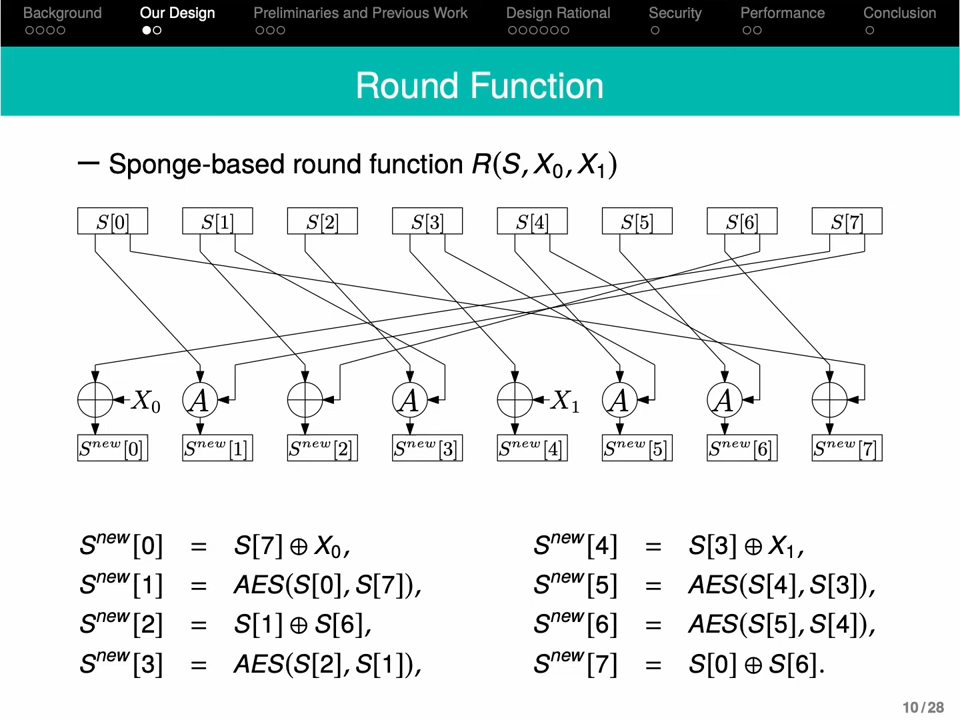 Background Our Design Preliminaries and Previous Work Design Rational Security Performance Conclusion
Round Function
— Sponge-based round function R(S, X₀, X₁)
S[0] S[1] S[2] S[3] S[4] S[5] S[6] S[7]
X₀ A A X₁ A A
Sⁿᵉʷ[0] Sⁿᵉʷ[1] Sⁿᵉʷ[2] Sⁿᵉʷ[3] Sⁿᵉʷ[4] Sⁿᵉʷ[5] Sⁿᵉʷ[6] Sⁿᵉʷ[7]
Sⁿᵉʷ[0] = S[7] ⊕ X₀,
Sⁿᵉʷ[1] = AES(S[0], S[7]),
Sⁿᵉʷ[2] = S[1] ⊕ S[6],
Sⁿᵉʷ[3] = AES(S[2], S[1]),
Sⁿᵉʷ[4] = S[3] ⊕ X₁,
Sⁿᵉʷ[5] = AES(S[4], S[3]),
Sⁿᵉʷ[6] = AES(S[5], S[4]),
Sⁿᵉʷ[7] = S[0] ⊕ S[6].
10 / 28